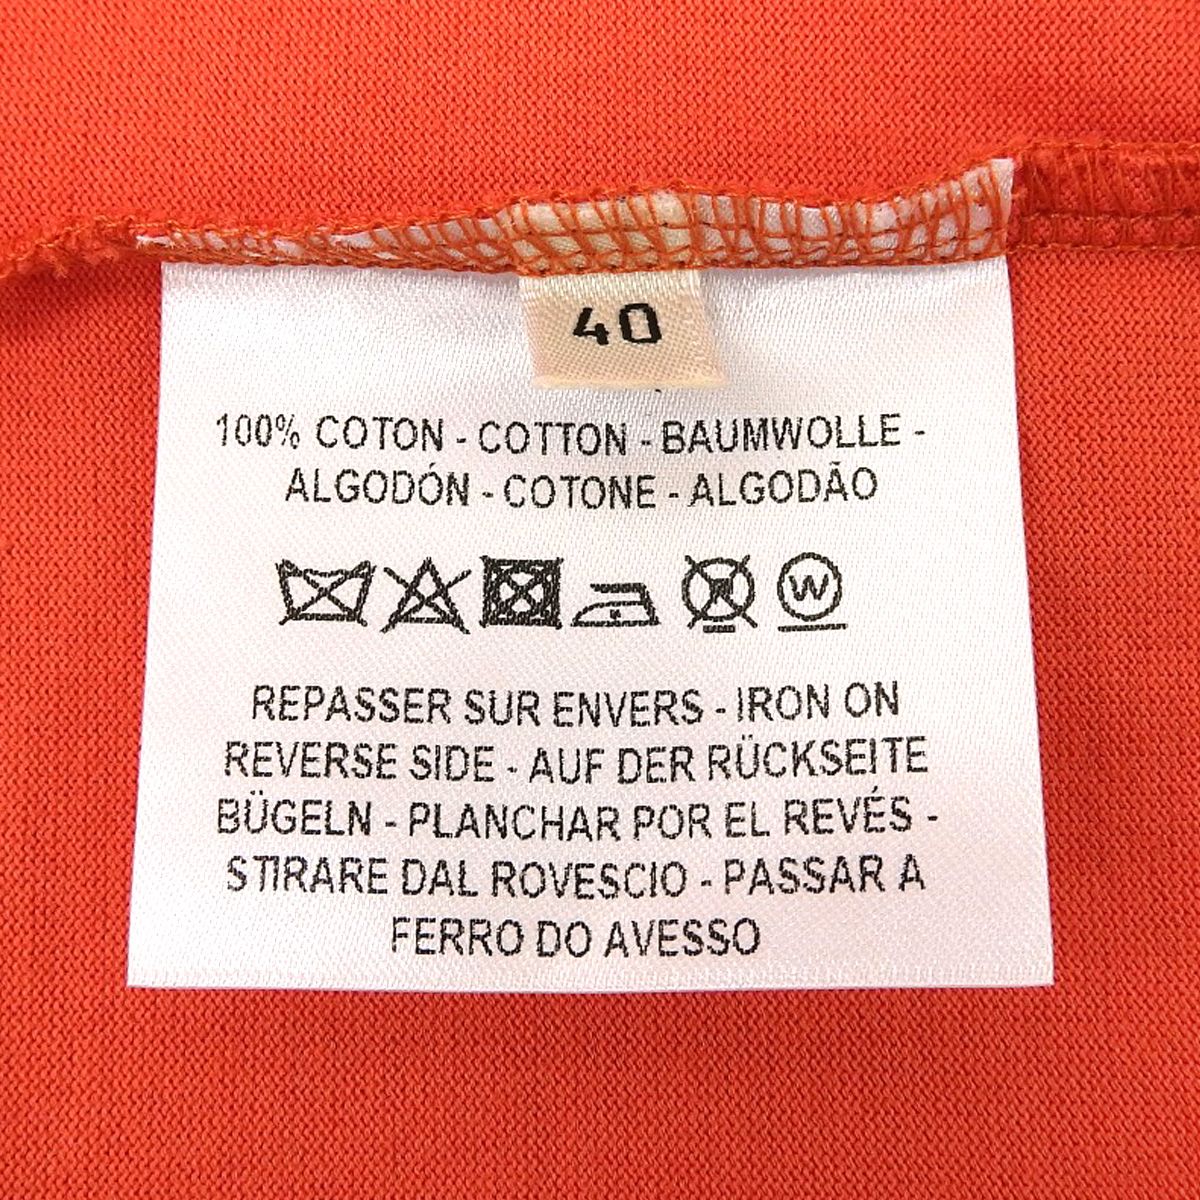 40
100% COTON - COTTON - BAUMWOLLE -
ALGODÓN - COTONE - ALGODÃO
W
REPASSER SUR ENVERS - IRON ON
REVERSE SIDE - AUF DER RÜCKSEITE
BÜGELN - PLANCHAR POR EL REVÉS -
STIRARE DAL ROVESCIO - PASSAR A
FERRO DO AVESSO